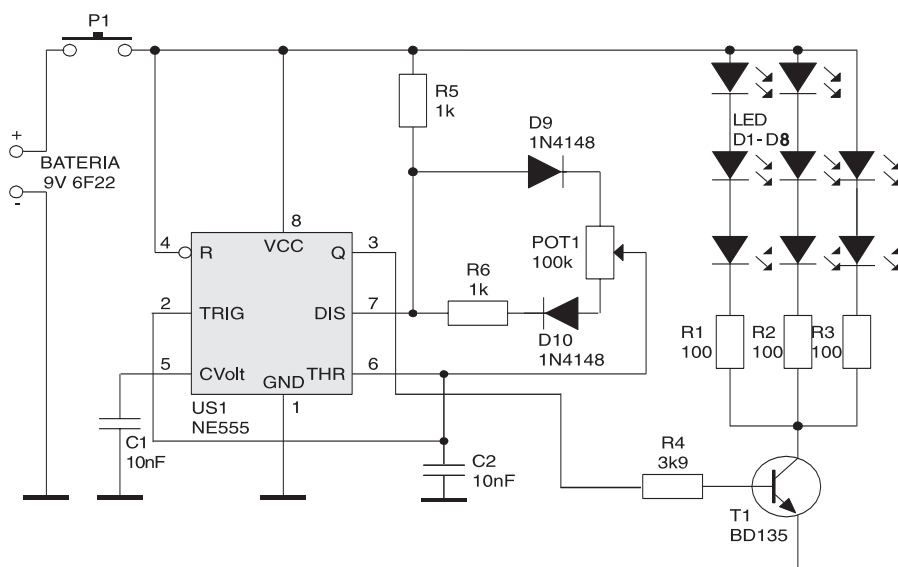 P1
+
BATERIA
9V 6F22
-
R5
1k
D9
1N4148
LED
D1-D8
8
VCC
4
R
Q
3
POT1
100k
R6
1k
2
TRIG
DIS
7
D10
1N4148
5
CVolt
THR
6
GND
1
US1
NE555
R1
100
R2
100
R3
100
C1
10nF
C2
10nF
R4
3k9
T1
BD135